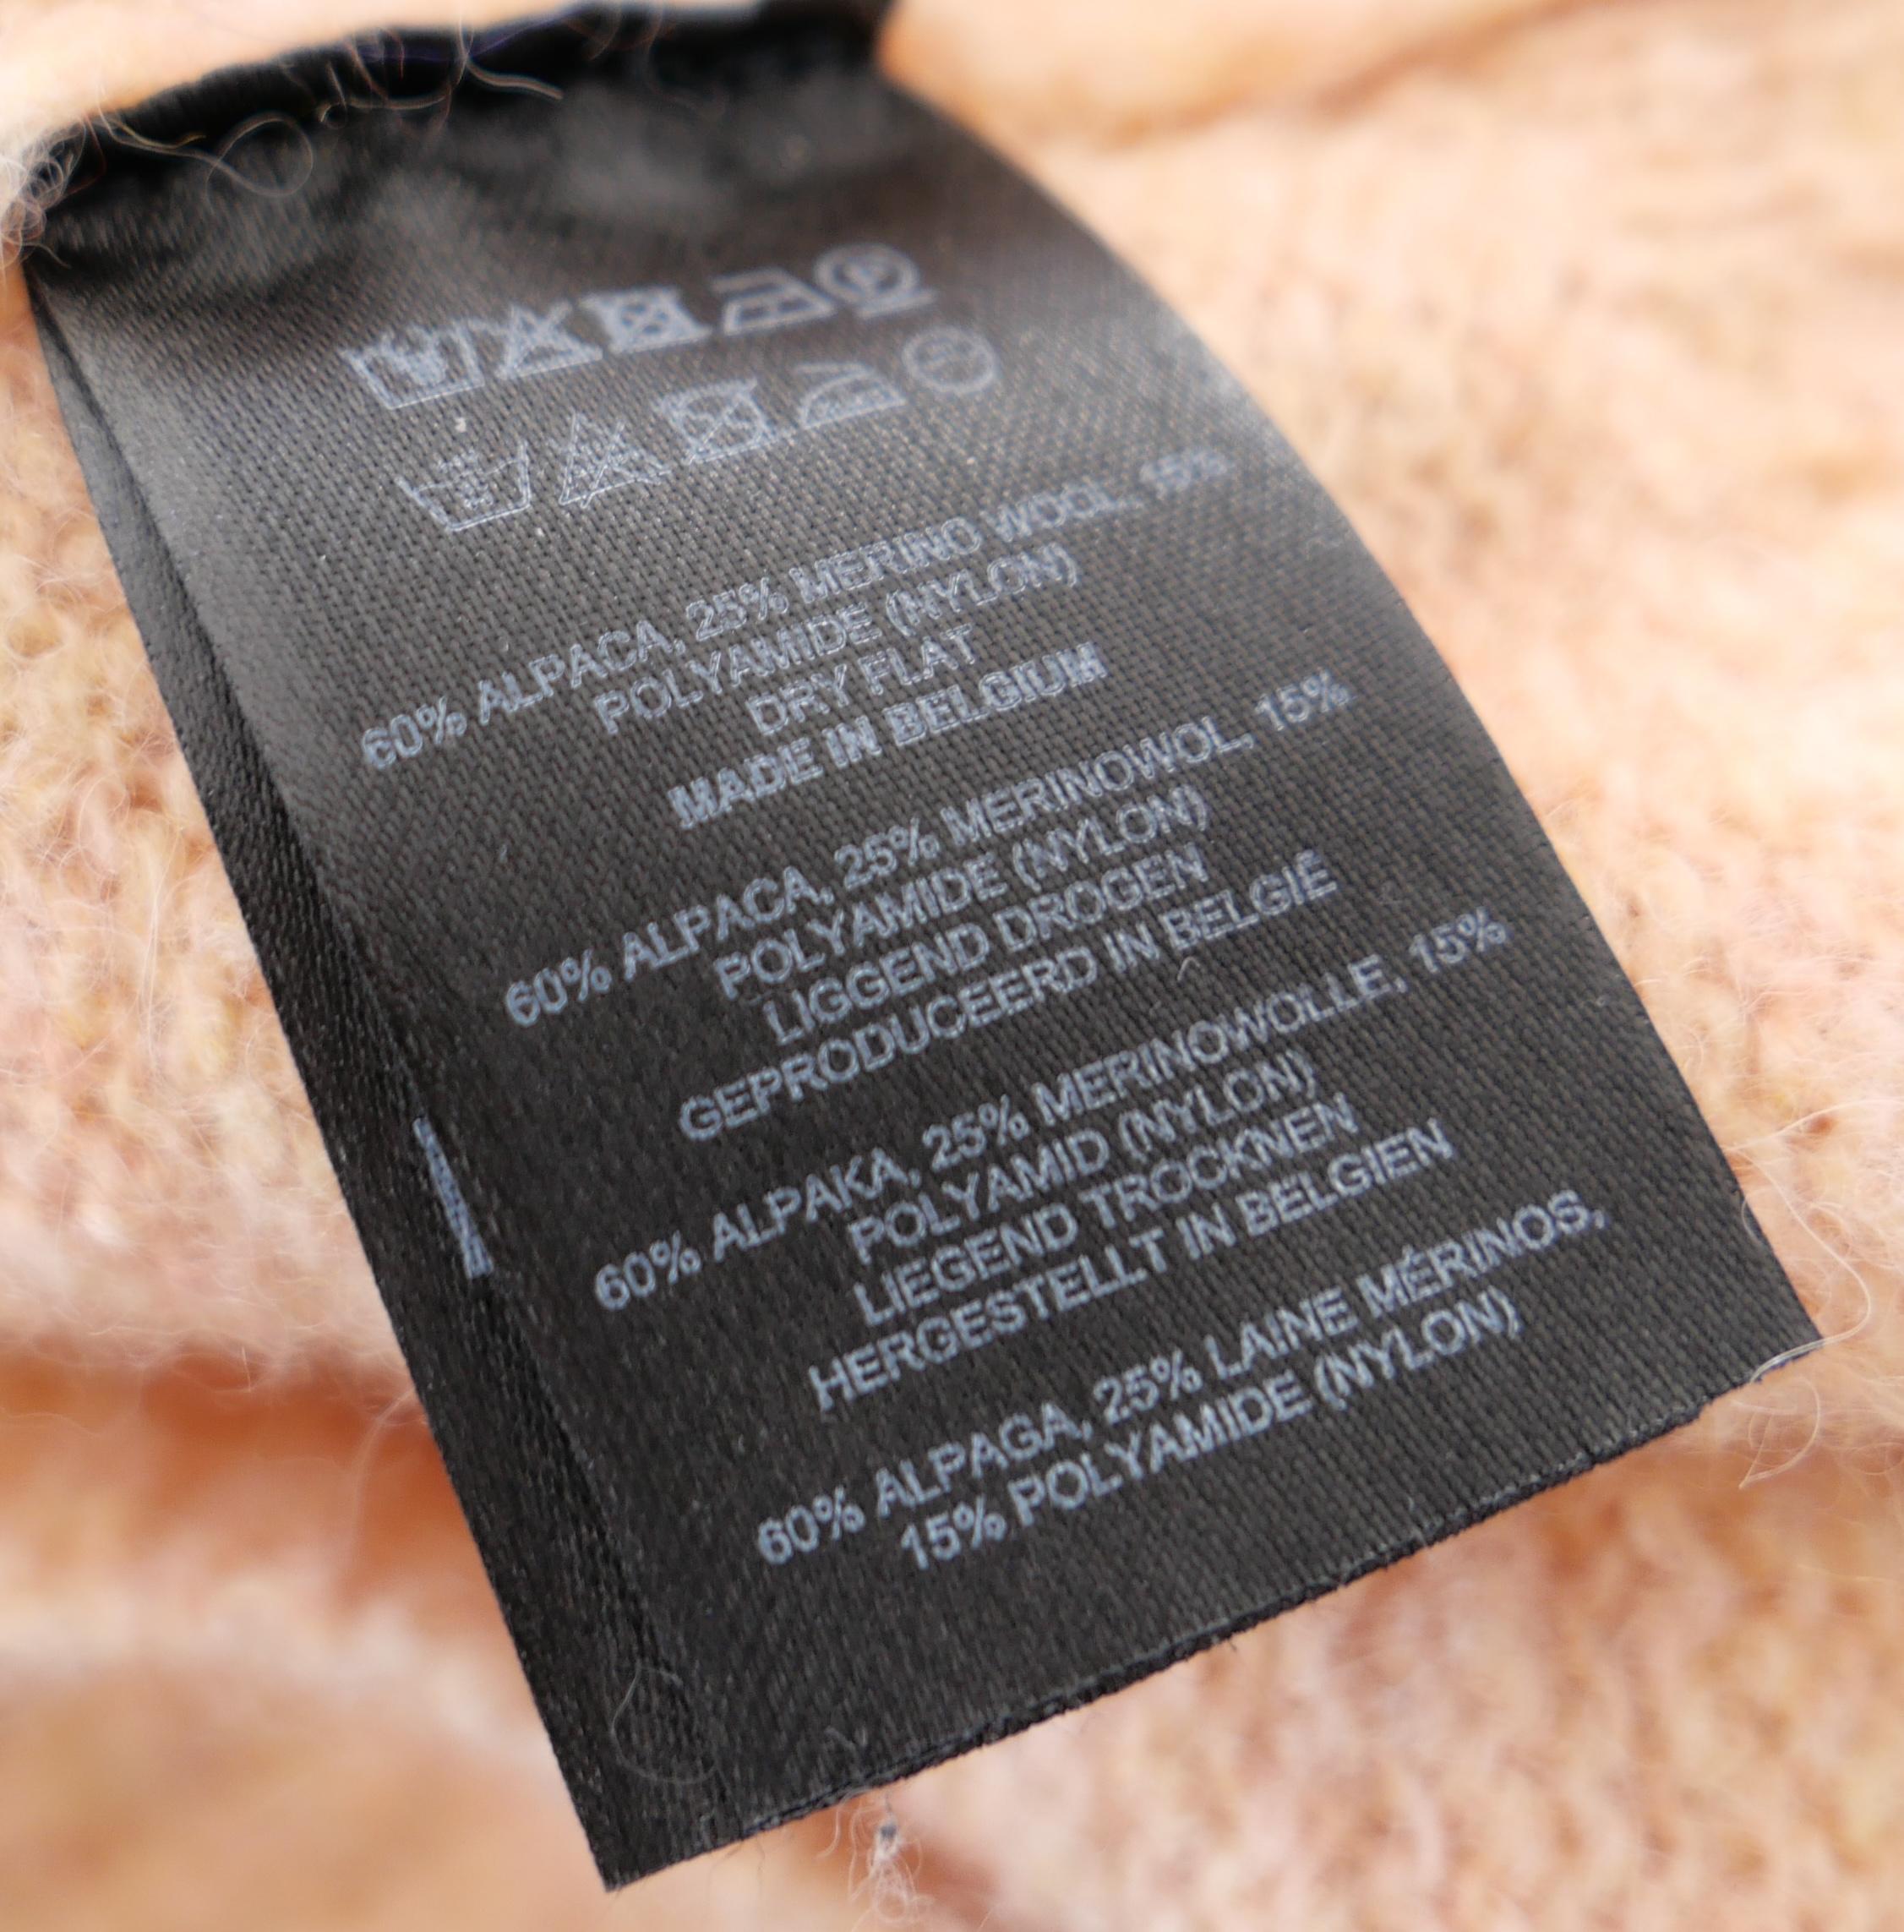 60% ALPACA, 25% MERINO WOOL, 15%
POLYAMIDE (NYLON)
DRY FLAT
MADE IN BELGIUM
60% ALPACA, 25% MERINOWOL, 15%
POLYAMIDE (NYLON)
LIGGEND DROGEN
GEPRODUCEERD IN BELGIË
60% ALPAKA, 25% MERINOWOLLE, 15%
POLYAMID (NYLON)
LIEGEND TROCKNEN
HERGESTELLT IN BELGIEN
60% ALPAGA, 25% LAINE MÉRINOS,
15% POLYAMIDE (NYLON)